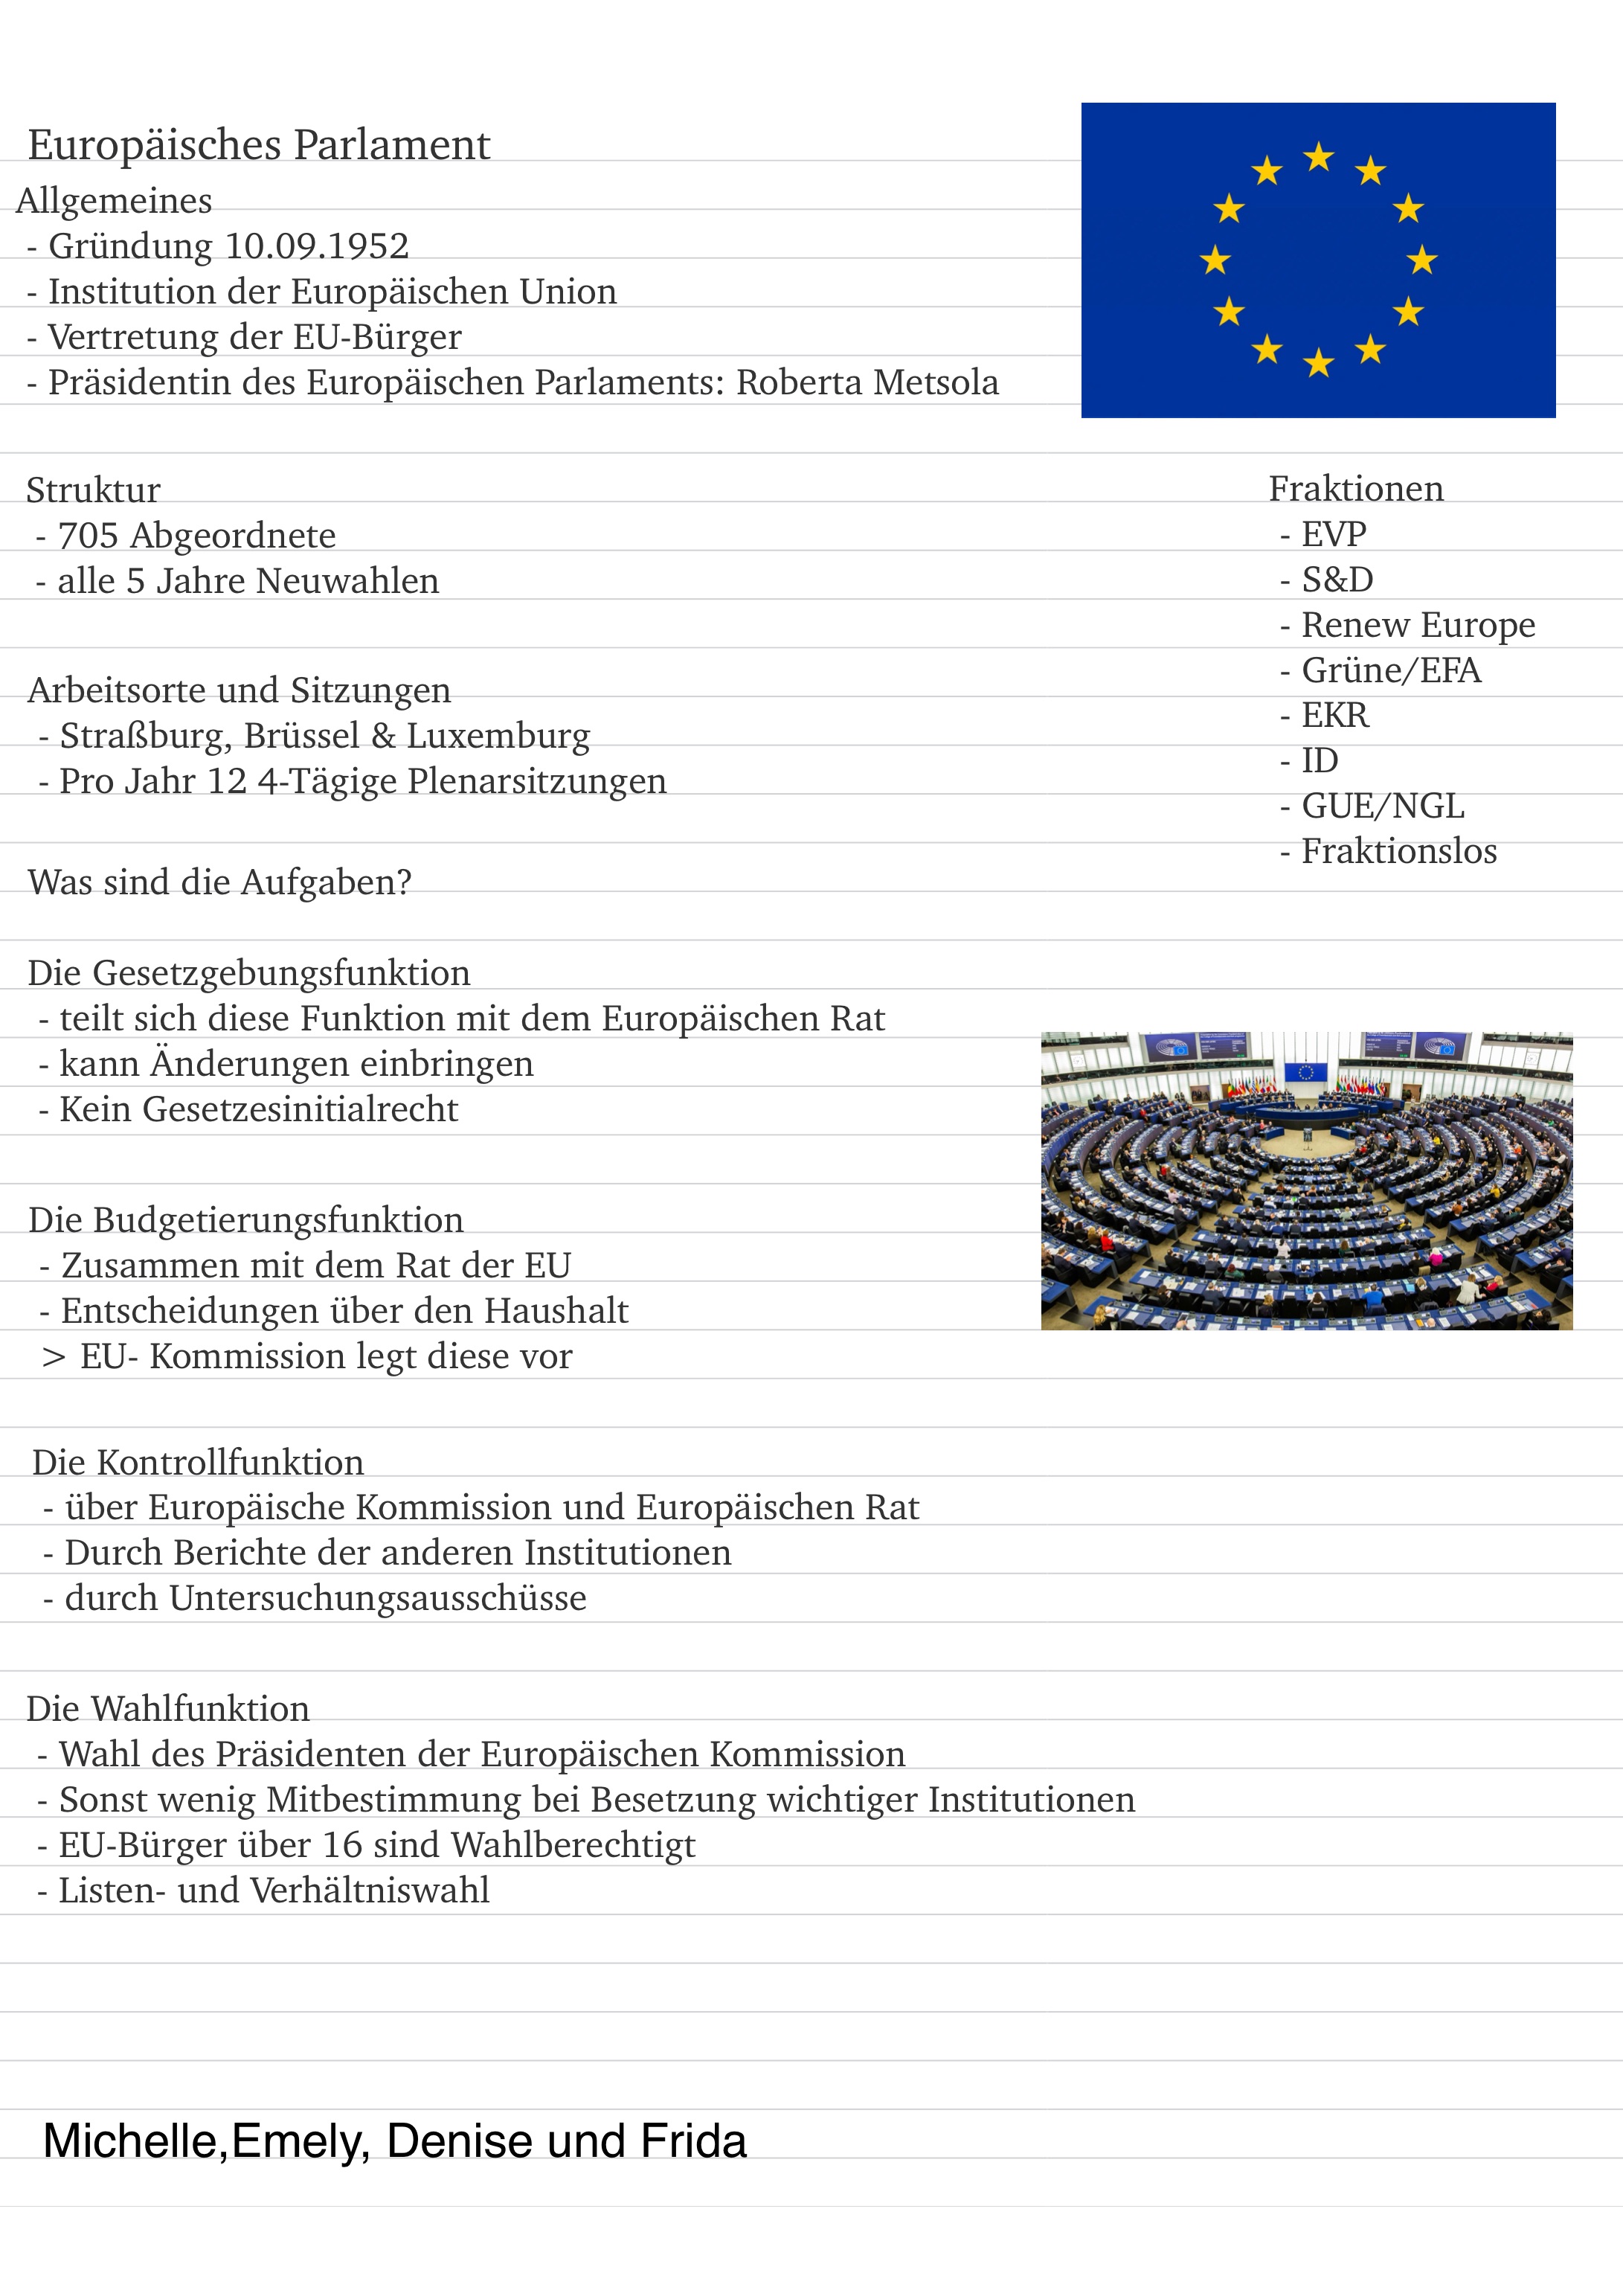 Europäisches Parlament
Allgemeines
- Gründung 10.09.1952
- Institution der Europäischen Union
- Vertretung der EU-Bürger
- Präsidentin des Europäischen Parlaments: Roberta Metsola
Struktur
- 705 Abgeordnete
- alle 5 Jahre Neuwahlen
Fraktionen
- EVP
- S&D
- Renew Europe
- Grüne/EFA
- EKR
- ID
- GUE/NGL
- Fraktionslos
Arbeitsorte und Sitzungen
- Straßburg, Brüssel & Luxemburg
- Pro Jahr 12 4-Tägige Plenarsitzungen
Was sind die Aufgaben?
Die Gesetzgebungsfunktion
- teilt sich diese Funktion mit dem Europäischen Rat
- kann Änderungen einbringen
- Kein Gesetzesinitialrecht
Die Budgetierungsfunktion
- Zusammen mit dem Rat der EU
- Entscheidungen über den Haushalt
> EU- Kommission legt diese vor
Die Kontrollfunktion
- über Europäische Kommission und Europäischen Rat
- Durch Berichte der anderen Institutionen
- durch Untersuchungsausschüsse
Die Wahlfunktion
- Wahl des Präsidenten der Europäischen Kommission
- Sonst wenig Mitbestimmung bei Besetzung wichtiger Institutionen
- EU-Bürger über 16 sind Wahlberechtigt
- Listen- und Verhältniswahl
Michelle,Emely, Denise und Frida